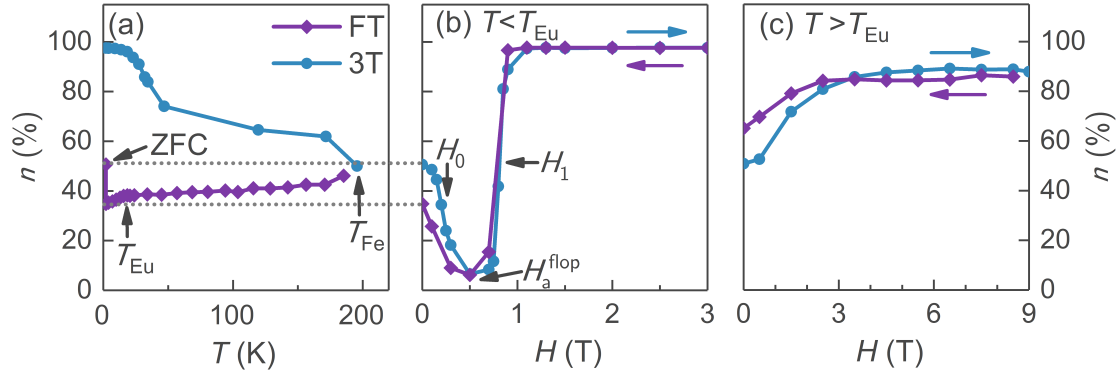 (a)
FT
3T
ZFC
T_Eu
T_Fe
100
80
60
40
20
0
n (%)
0
100
200
T (K)
(b)
T<T_Eu
H_0
H_1
H_a^flop
0
1
2
3
H (T)
(c)
T >T_Eu
0
3
6
9
H (T)
100
80
60
40
20
0
n (%)